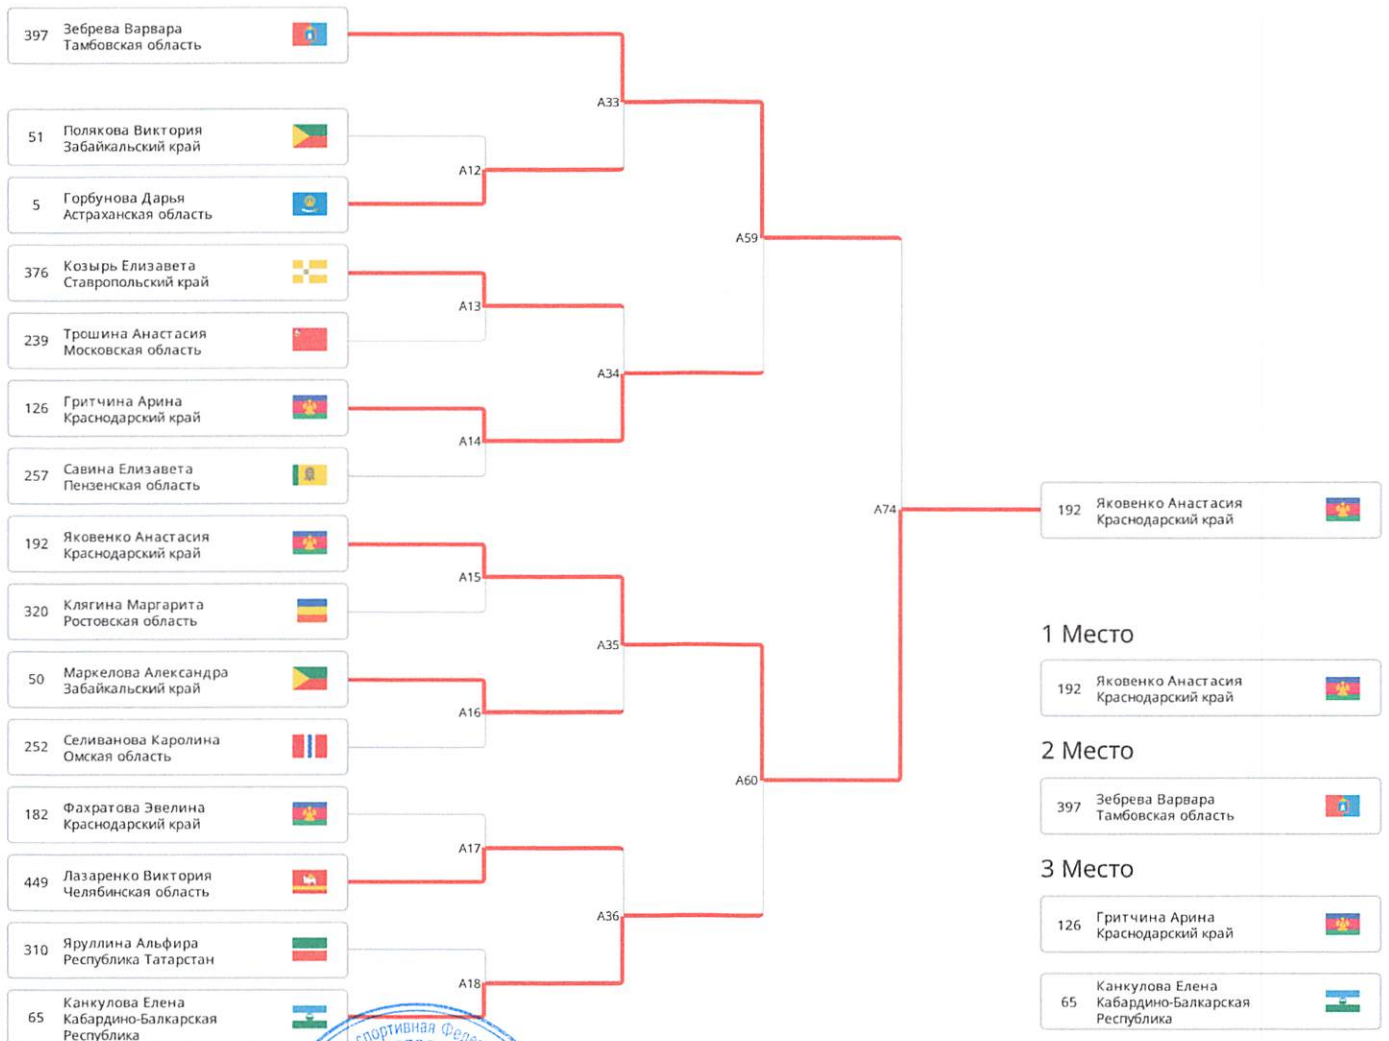 397 Зебрева Варвара
Тамбовская область
51 Полякова Виктория
Забайкальский край
5 Горбунова Дарья
Астраханская область
376 Козырь Елизавета
Ставропольский край
239 Трошина Анастасия
Московская область
126 Гритчина Арина
Краснодарский край
257 Савина Елизавета
Пензенская область
192 Яковенко Анастасия
Краснодарский край
320 Клягина Маргарита
Ростовская область
50 Маркелова Александра
Забайкальский край
252 Селиванова Каролина
Омская область
182 Фахратова Эвелина
Краснодарский край
449 Лазаренко Виктория
Челябинская область
310 Яруллина Альфира
Республика Татарстан
65 Канкулова Елена
Кабардино-Балкарская
Республика
A12
A13
A14
A15
A16
A17
A18
A33
A34
A35
A36
A59
A60
A74
192 Яковенко Анастасия
Краснодарский край
1 Место
192 Яковенко Анастасия
Краснодарский край
2 Место
397 Зебрева Варвара
Тамбовская область
3 Место
126 Гритчина Арина
Краснодарский край
65 Канкулова Елена
Кабардино-Балкарская
Республика
спортивная